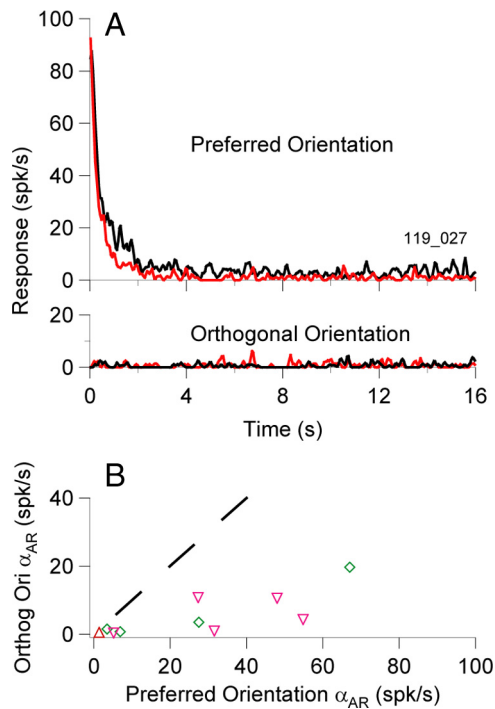 A
100
80
60
40
20
0
Response (spk/s)
Preferred Orientation
119_027
20
0
Orthogonal Orientation
0 4 8 12 16
Time (s)
B
40
20
0
Orthog Ori αAR (spk/s)
0 20 40 60 80 100
Preferred Orientation αAR (spk/s)